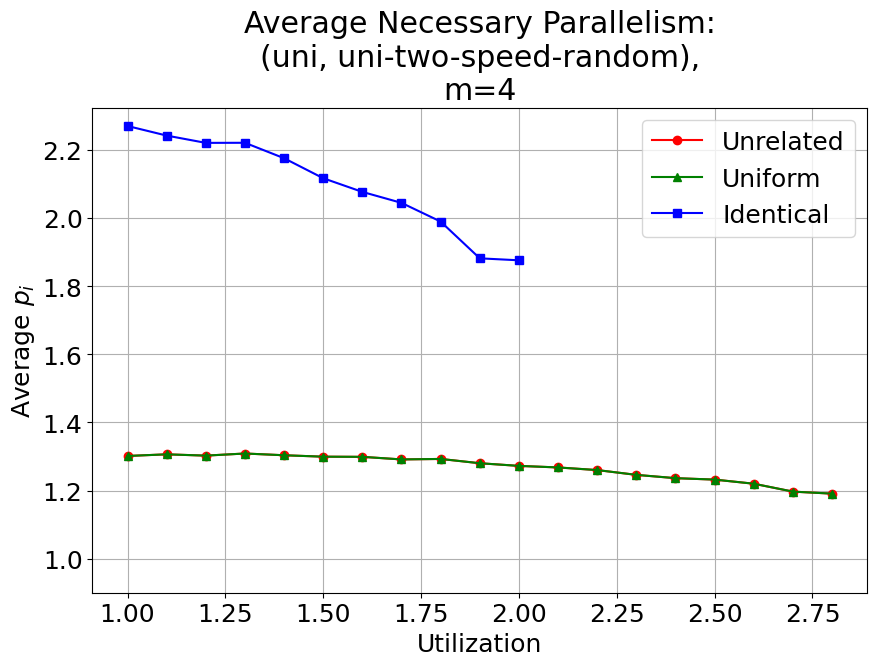 Average Necessary Parallelism:
(uni, uni-two-speed-random),
m=4
Unrelated
Uniform
Identical
Average p_i
2.2
2.0
1.8
1.6
1.4
1.2
1.0
1.00 1.25 1.50 1.75 2.00 2.25 2.50 2.75
Utilization